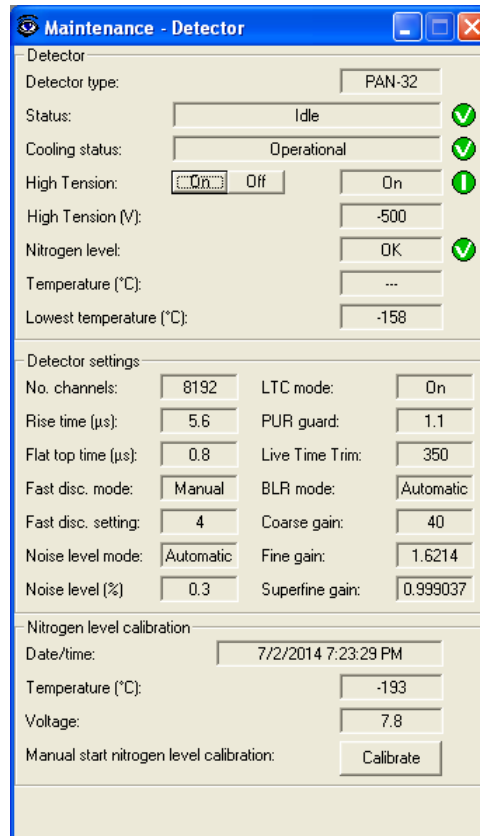 Maintenance - Detector
Detector
Detector type: PAN-32
Status: Idle
Cooling status: Operational
High Tension: On Off On
High Tension (V): -500
Nitrogen level: OK
Temperature (°C): ---
Lowest temperature (°C): -158
Detector settings
No. channels: 8192 LTC mode: On
Rise time (µs): 5.6 PUR guard: 1.1
Flat top time (µs): 0.8 Live Time Trim: 350
Fast disc. mode: Manual BLR mode: Automatic
Fast disc. setting: 4 Coarse gain: 40
Noise level mode: Automatic Fine gain: 1.6214
Noise level (%) 0.3 Superfine gain: 0.999037
Nitrogen level calibration
Date/time: 7/2/2014 7:23:29 PM
Temperature (°C): -193
Voltage: 7.8
Manual start nitrogen level calibration: Calibrate